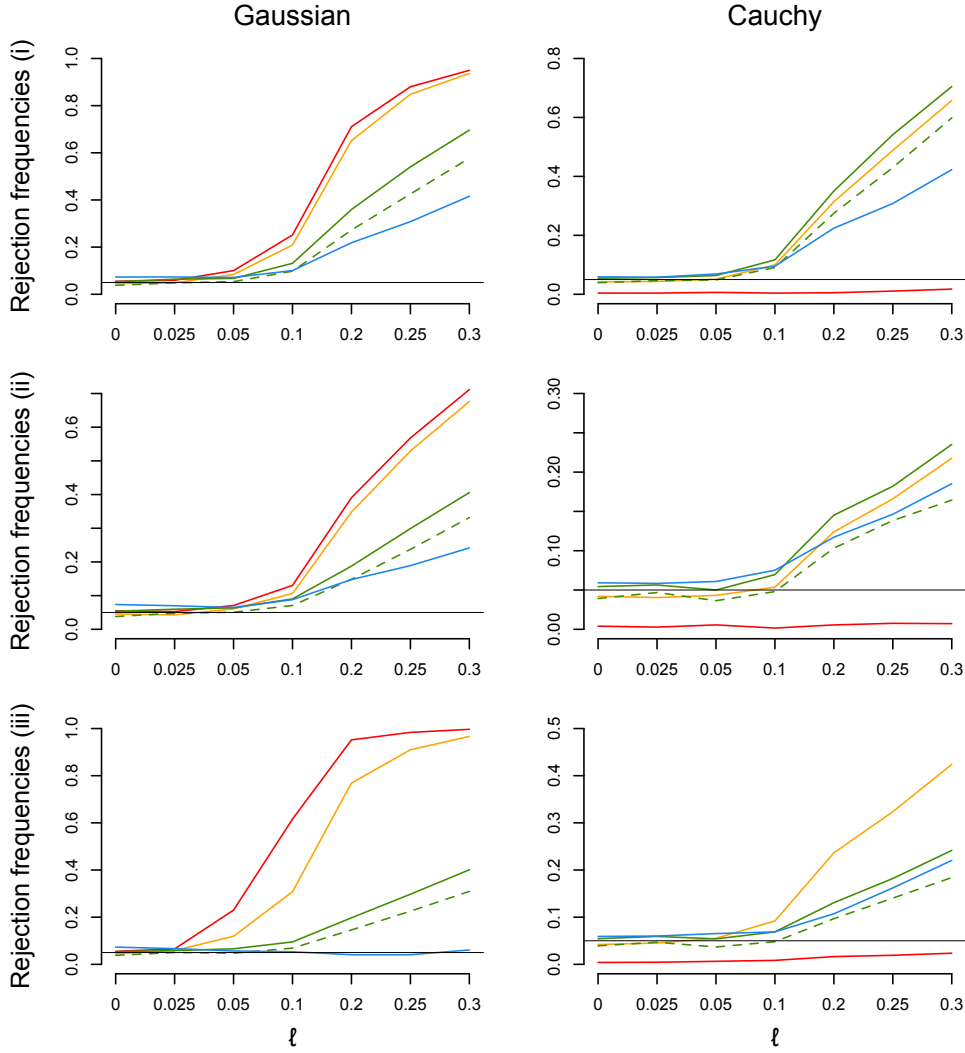 Gaussian
Cauchy
Rejection frequencies (i)
0.0 0.2 0.4 0.6 0.8 1.0
0 0.025 0.05 0.1 0.2 0.25 0.3
0.0 0.2 0.4 0.6 0.8
0 0.025 0.05 0.1 0.2 0.25 0.3
Rejection frequencies (ii)
0.0 0.2 0.4 0.6
0 0.025 0.05 0.1 0.2 0.25 0.3
0.00 0.10 0.20 0.30
0 0.025 0.05 0.1 0.2 0.25 0.3
Rejection frequencies (iii)
0.0 0.2 0.4 0.6 0.8 1.0
0 0.025 0.05 0.1 0.2 0.25 0.3
ℓ
0.0 0.1 0.2 0.3 0.4 0.5
0 0.025 0.05 0.1 0.2 0.25 0.3
ℓ